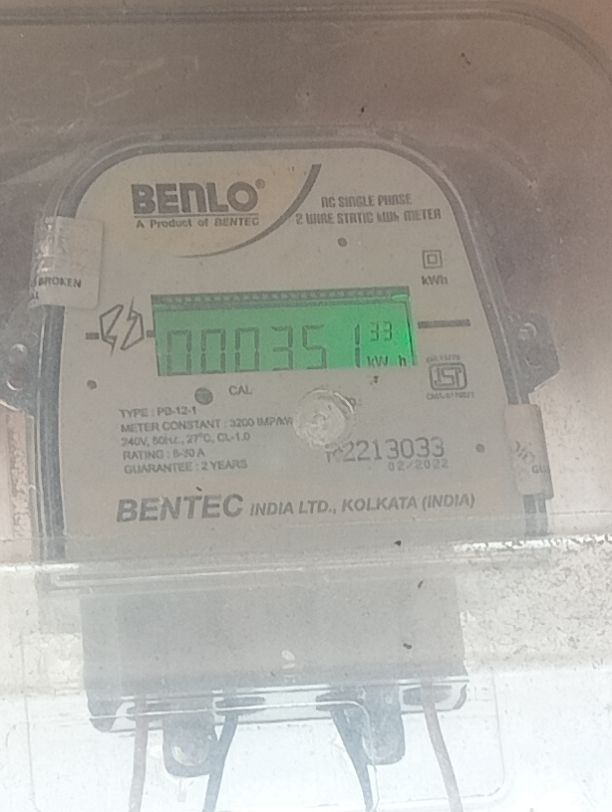 BENLO®
A Product of BENTEC
AC SINGLE PHASE
2 WIRE STATIC kWh METER
BROKEN
kWh
000351 33
kW h
CAL
TYPE : PB-12-1
METER CONSTANT : 3200 IMP/kW
240V, 50Hz., 27°C, CL-1.0
RATING : 5-30 A
GUARANTEE : 2 YEARS
2213033
02/2022
BENTEC INDIA LTD., KOLKATA (INDIA)